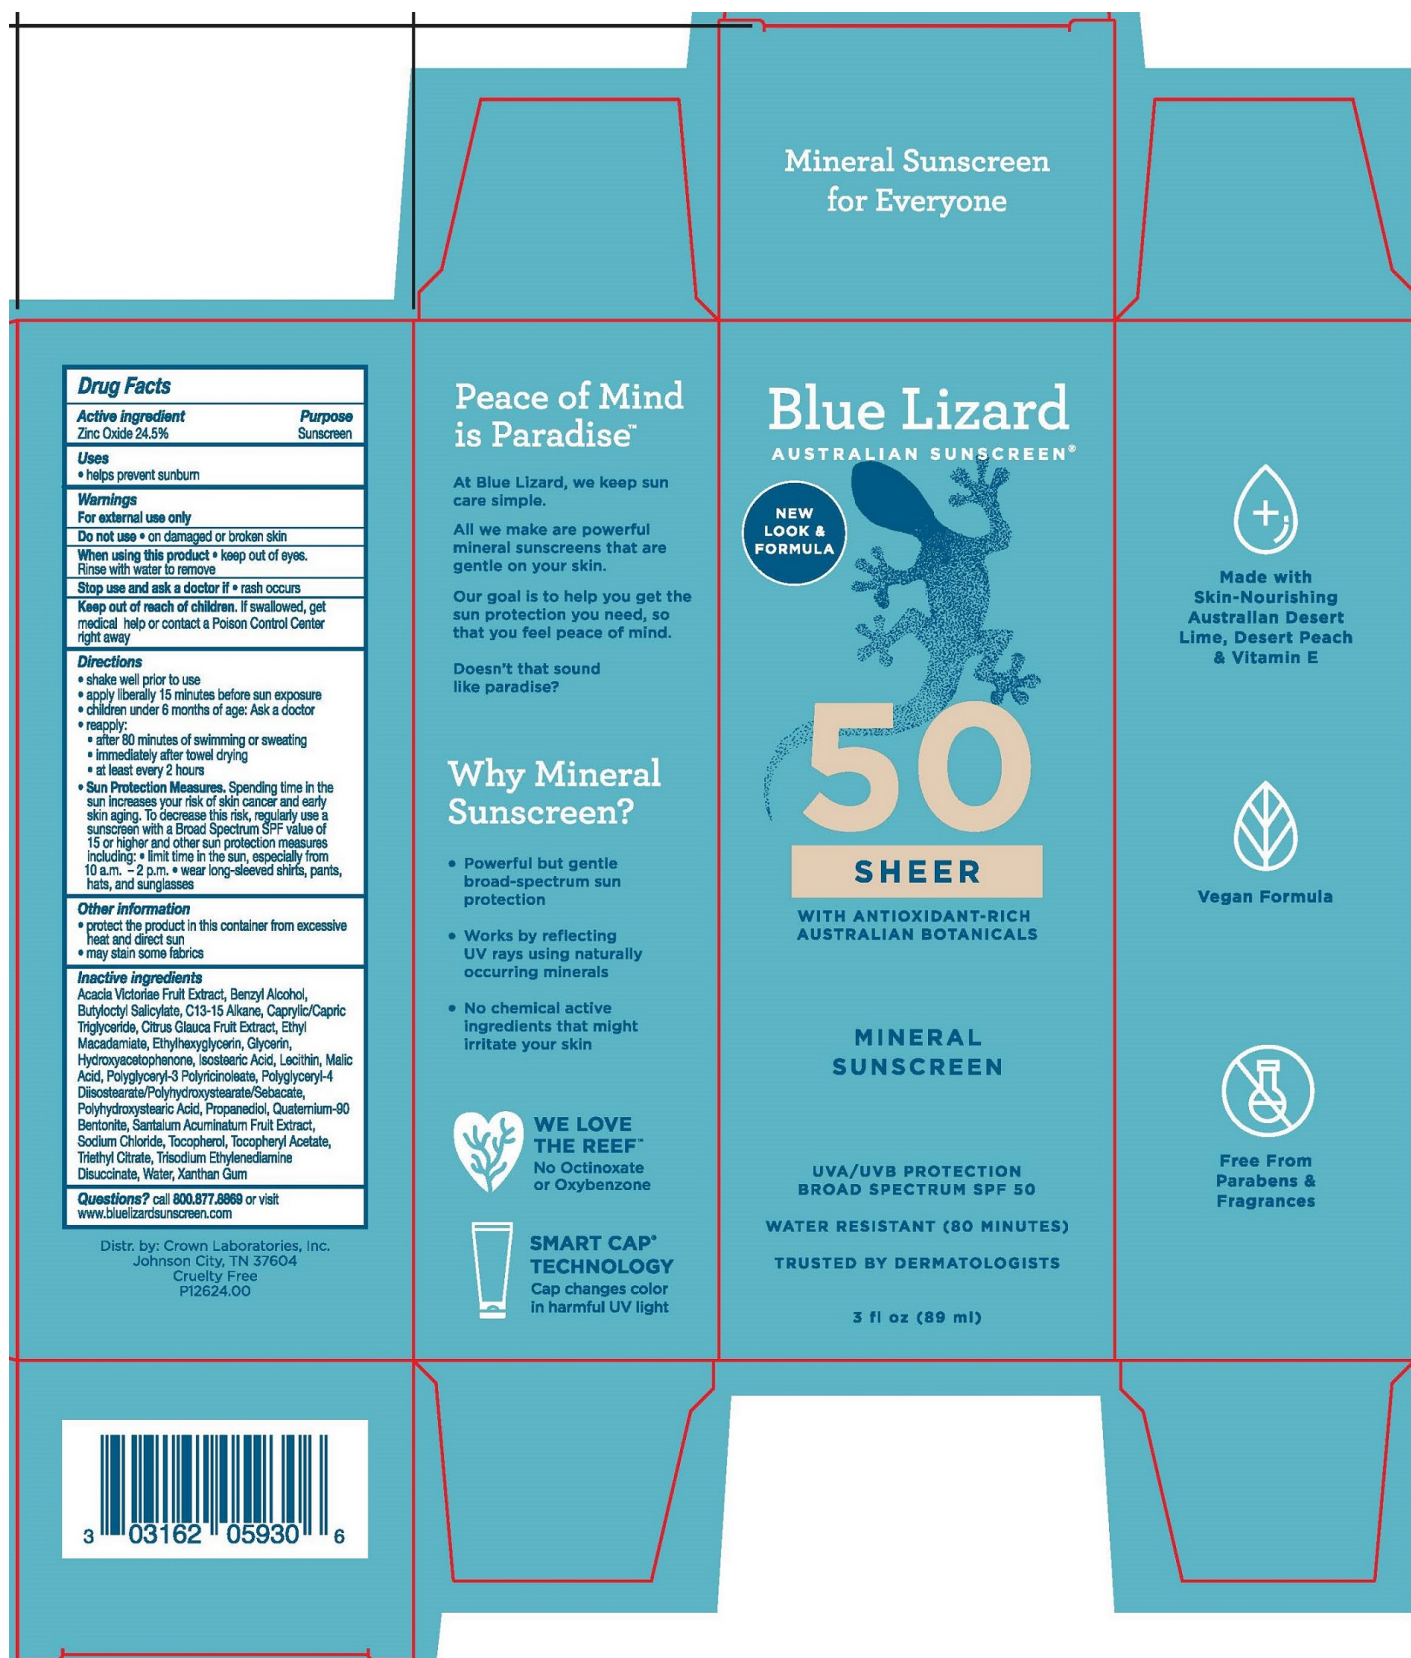 Mineral Sunscreen
for Everyone
Drug Facts
Active ingredient Purpose
Zinc Oxide 24.5% Sunscreen
Uses
• helps prevent sunburn
Warnings
For external use only
Do not use • on damaged or broken skin
When using this product • keep out of eyes.
Rinse with water to remove
Stop use and ask a doctor if • rash occurs
Keep out of reach of children. If swallowed, get
medical help or contact a Poison Control Center
right away
Directions
• shake well prior to use
• apply liberally 15 minutes before sun exposure
• children under 6 months of age: Ask a doctor
• reapply:
• after 80 minutes of swimming or sweating
• immediately after towel drying
• at least every 2 hours
• Sun Protection Measures. Spending time in the
sun increases your risk of skin cancer and early
skin aging. To decrease this risk, regularly use a
sunscreen with a Broad Spectrum SPF value of
15 or higher and other sun protection measures
including: • limit time in the sun, especially from
10 a.m. – 2 p.m. • wear long-sleeved shirts, pants,
hats, and sunglasses
Other information
• protect the product in this container from excessive
heat and direct sun
• may stain some fabrics
Inactive ingredients
Acacia Victoriae Fruit Extract, Benzyl Alcohol,
Butyloctyl Salicylate, C13-15 Alkane, Caprylic/Capric
Triglyceride, Citrus Glauca Fruit Extract, Ethyl
Macadamiate, Ethylhexyglycerin, Glycerin,
Hydroxyacetophenone, Isostearic Acid, Lecithin, Malic
Acid, Polyglyceryl-3 Polyricinoleate, Polyglyceryl-4
Diisostearate/Polyhydroxystearate/Sebacate,
Polyhydroxystearic Acid, Propanediol, Quaternium-90
Bentonite, Santalum Acuminatum Fruit Extract,
Sodium Chloride, Tocopherol, Tocopheryl Acetate,
Triethyl Citrate, Trisodium Ethylenediamine
Disuccinate, Water, Xanthan Gum
Questions? call 800.877.8869 or visit
www.bluelizardsunscreen.com
Distr. by: Crown Laboratories, Inc.
Johnson City, TN 37604
Cruelty Free
P12624.00
3 03162 05930 6
Peace of Mind
is Paradise™
At Blue Lizard, we keep sun
care simple.
All we make are powerful
mineral sunscreens that are
gentle on your skin.
Our goal is to help you get the
sun protection you need, so
that you feel peace of mind.
Doesn't that sound
like paradise?
Why Mineral
Sunscreen?
• Powerful but gentle
broad-spectrum sun
protection
• Works by reflecting
UV rays using naturally
occurring minerals
• No chemical active
ingredients that might
irritate your skin
WE LOVE
THE REEF™
No Octinoxate
or Oxybenzone
SMART CAP®
TECHNOLOGY
Cap changes color
in harmful UV light
Blue Lizard
AUSTRALIAN SUNSCREEN®
NEW
LOOK &
FORMULA
50
SHEER
WITH ANTIOXIDANT-RICH
AUSTRALIAN BOTANICALS
MINERAL
SUNSCREEN
UVA/UVB PROTECTION
BROAD SPECTRUM SPF 50
WATER RESISTANT (80 MINUTES)
TRUSTED BY DERMATOLOGISTS
3 fl oz (89 ml)
Made with
Skin-Nourishing
Australian Desert
Lime, Desert Peach
& Vitamin E
Vegan Formula
Free From
Parabens &
Fragrances